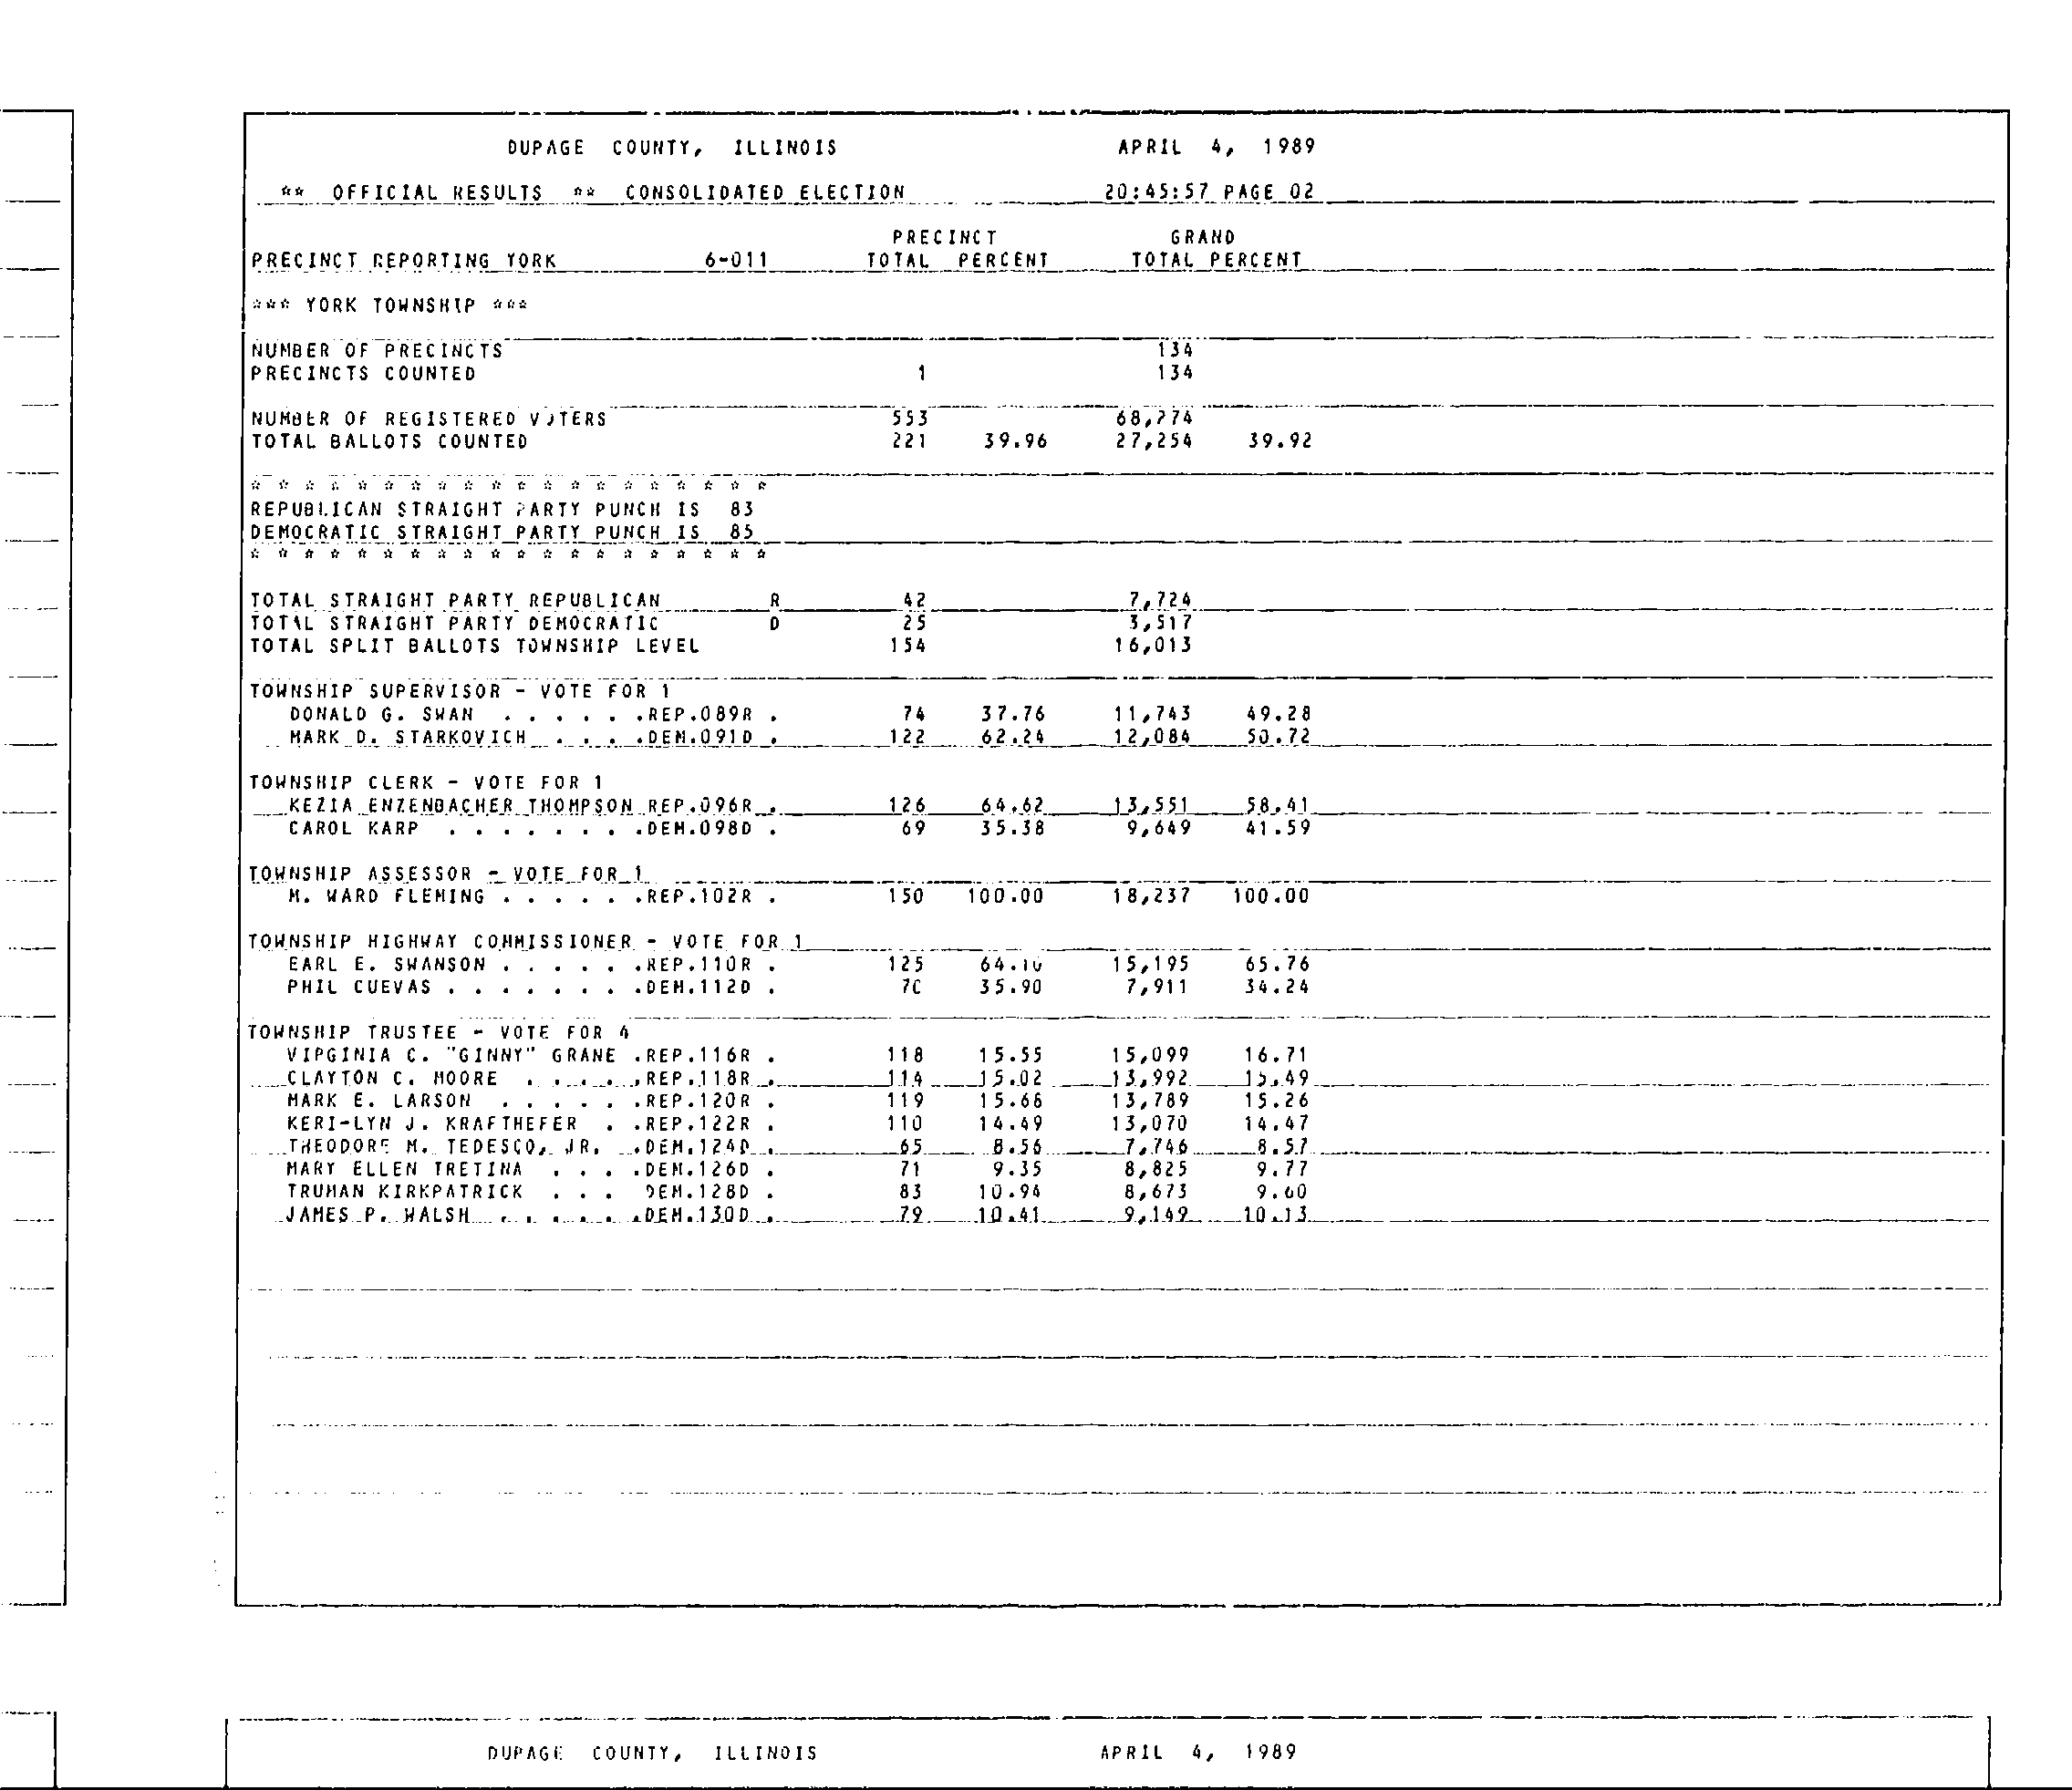 DUPAGE COUNTY, ILLINOIS APRIL 4, 1989
** OFFICIAL RESULTS ** CONSOLIDATED ELECTION 20:45:57 PAGE 02
PRECINCT GRAND
PRECINCT REPORTING YORK 6-011 TOTAL PERCENT TOTAL PERCENT
*** YORK TOWNSHIP ***
NUMBER OF PRECINCTS 134
PRECINCTS COUNTED 1 134
NUMBER OF REGISTERED VOTERS 553 68,274
TOTAL BALLOTS COUNTED 221 39.96 27,254 39.92
* * * * * * * * * * * * * * * * * * * *
REPUBLICAN STRAIGHT PARTY PUNCH IS 83
DEMOCRATIC STRAIGHT PARTY PUNCH IS 85
* * * * * * * * * * * * * * * * * * * *
TOTAL STRAIGHT PARTY REPUBLICAN R 42 7,724
TOTAL STRAIGHT PARTY DEMOCRATIC D 25 3,517
TOTAL SPLIT BALLOTS TOWNSHIP LEVEL 154 16,013
TOWNSHIP SUPERVISOR - VOTE FOR 1
DONALD G. SWAN . . . . . .REP.089R . 74 37.76 11,743 49.28
MARK D. STARKOVICH . . . .DEM.091D . 122 62.24 12,084 50.72
TOWNSHIP CLERK - VOTE FOR 1
KEZIA ENZENBACHER THOMPSON REP.096R . 126 64.62 13,551 58.41
CAROL KARP . . . . . . . .DEM.098D . 69 35.38 9,649 41.59
TOWNSHIP ASSESSOR - VOTE FOR 1
M. WARD FLEMING . . . . . .REP.102R . 150 100.00 18,237 100.00
TOWNSHIP HIGHWAY COMMISSIONER - VOTE FOR 1
EARL E. SWANSON . . . . . .REP.110R . 125 64.10 15,195 65.76
PHIL CUEVAS . . . . . . . .DEM.112D . 70 35.90 7,911 34.24
TOWNSHIP TRUSTEE - VOTE FOR 4
VIRGINIA C. "GINNY" GRANE .REP.116R . 118 15.55 15,099 16.71
CLAYTON C. MOORE . . . . .REP.118R . 114 15.02 13,992 15.49
MARK E. LARSON . . . . . .REP.120R . 119 15.68 13,789 15.26
KERI-LYN J. KRAFTHEFER . .REP.122R . 110 14.49 13,070 14.47
THEODORE M. TEDESCO, JR. .DEM.124D . 65 8.56 7,746 8.57
MARY ELLEN TRETINA . . . .DEM.126D . 71 9.35 8,825 9.77
TRUMAN KIRKPATRICK . . . DEM.128D . 83 10.94 8,673 9.60
JAMES P. WALSH . . . . . .DEM.130D . 79 10.41 9,149 10.13
DUPAGE COUNTY, ILLINOIS APRIL 4, 1989